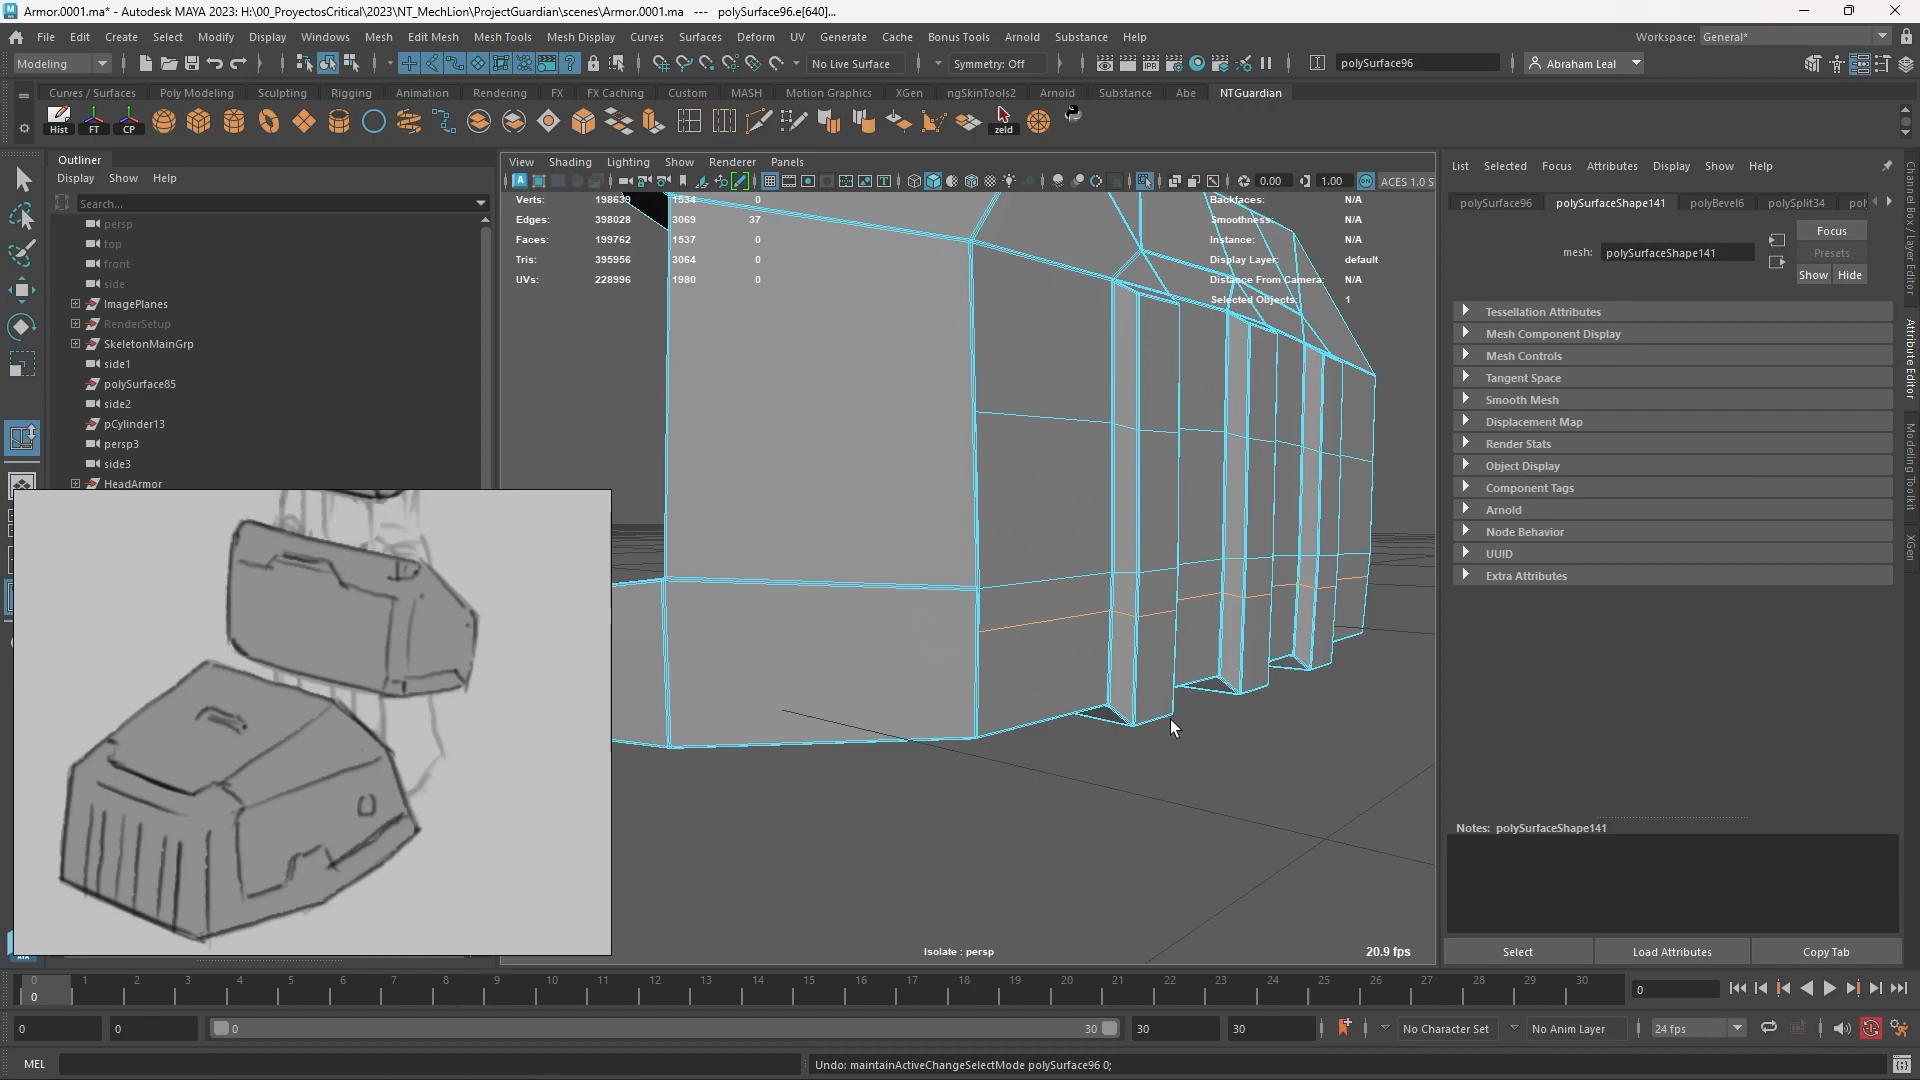 Armor.0001.ma* - Autodesk MAYA 2023: H:\00_ProyectosCritical\2023\NT_MechLion\ProjectGuardian\scenes\Armor.0001.ma --- polySurface96.e[640]...
File Edit Create Select Modify Display Windows Mesh Edit Mesh Mesh Tools Mesh Display Curves Surfaces Deform UV Generate Cache Bonus Tools Arnold Substance Help
Workspace: General*
Modeling
No Live Surface
Symmetry: Off
polySurface96
Abraham Leal
Curves / Surfaces Poly Modeling Sculpting Rigging Animation Rendering FX FX Caching Custom MASH Motion Graphics XGen ngSkinTools2 Arnold Substance Abe NTGuardian
Hist FT CP zeld
Outliner
Display Show Help
Search...
persp
top
front
side
ImagePlanes
RenderSetup
SkeletonMainGrp
side1
polySurface85
side2
pCylinder13
persp3
side3
HeadArmor
View Shading Lighting Show Renderer Panels
0.00 1.00 ACES 1.0 S
Verts: 198639 1534 0
Edges: 398028 3069 37
Faces: 199762 1537 0
Tris: 395956 3064 0
UVs: 228996 1980 0
Backfaces: N/A
Smoothness: N/A
Instance: N/A
Display Layer: default
Distance From Camera: N/A
Selected Objects: 1
Isolate : persp
20.9 fps
List Selected Focus Attributes Display Show Help
polySurface96 polySurfaceShape141 polyBevel6 polySplit34 pol
mesh: polySurfaceShape141
Focus
Presets
Show Hide
Tessellation Attributes
Mesh Component Display
Mesh Controls
Tangent Space
Smooth Mesh
Displacement Map
Render Stats
Object Display
Component Tags
Arnold
Node Behavior
UUID
Extra Attributes
Notes: polySurfaceShape141
Select Load Attributes Copy Tab
Channel Box / Layer Editor
Attribute Editor
Modeling Toolkit
XGen
0 1 2 3 4 5 6 7 8 9 10 11 12 13 14 15 16 17 18 19 20 21 22 23 24 25 26 27 28 29 30
0
0
0 0 0 30 30 30
No Character Set
No Anim Layer
24 fps
MEL
Undo: maintainActiveChangeSelectMode polySurface96 0;